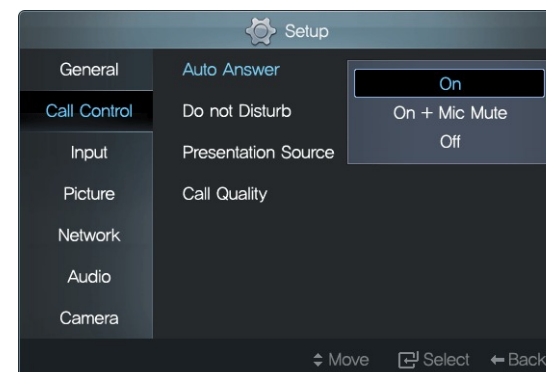 Setup
General
Call Control
Input
Picture
Network
Audio
Camera
Auto Answer
Do not Disturb
Presentation Source
Call Quality
On
On + Mic Mute
Off
Move Select Back